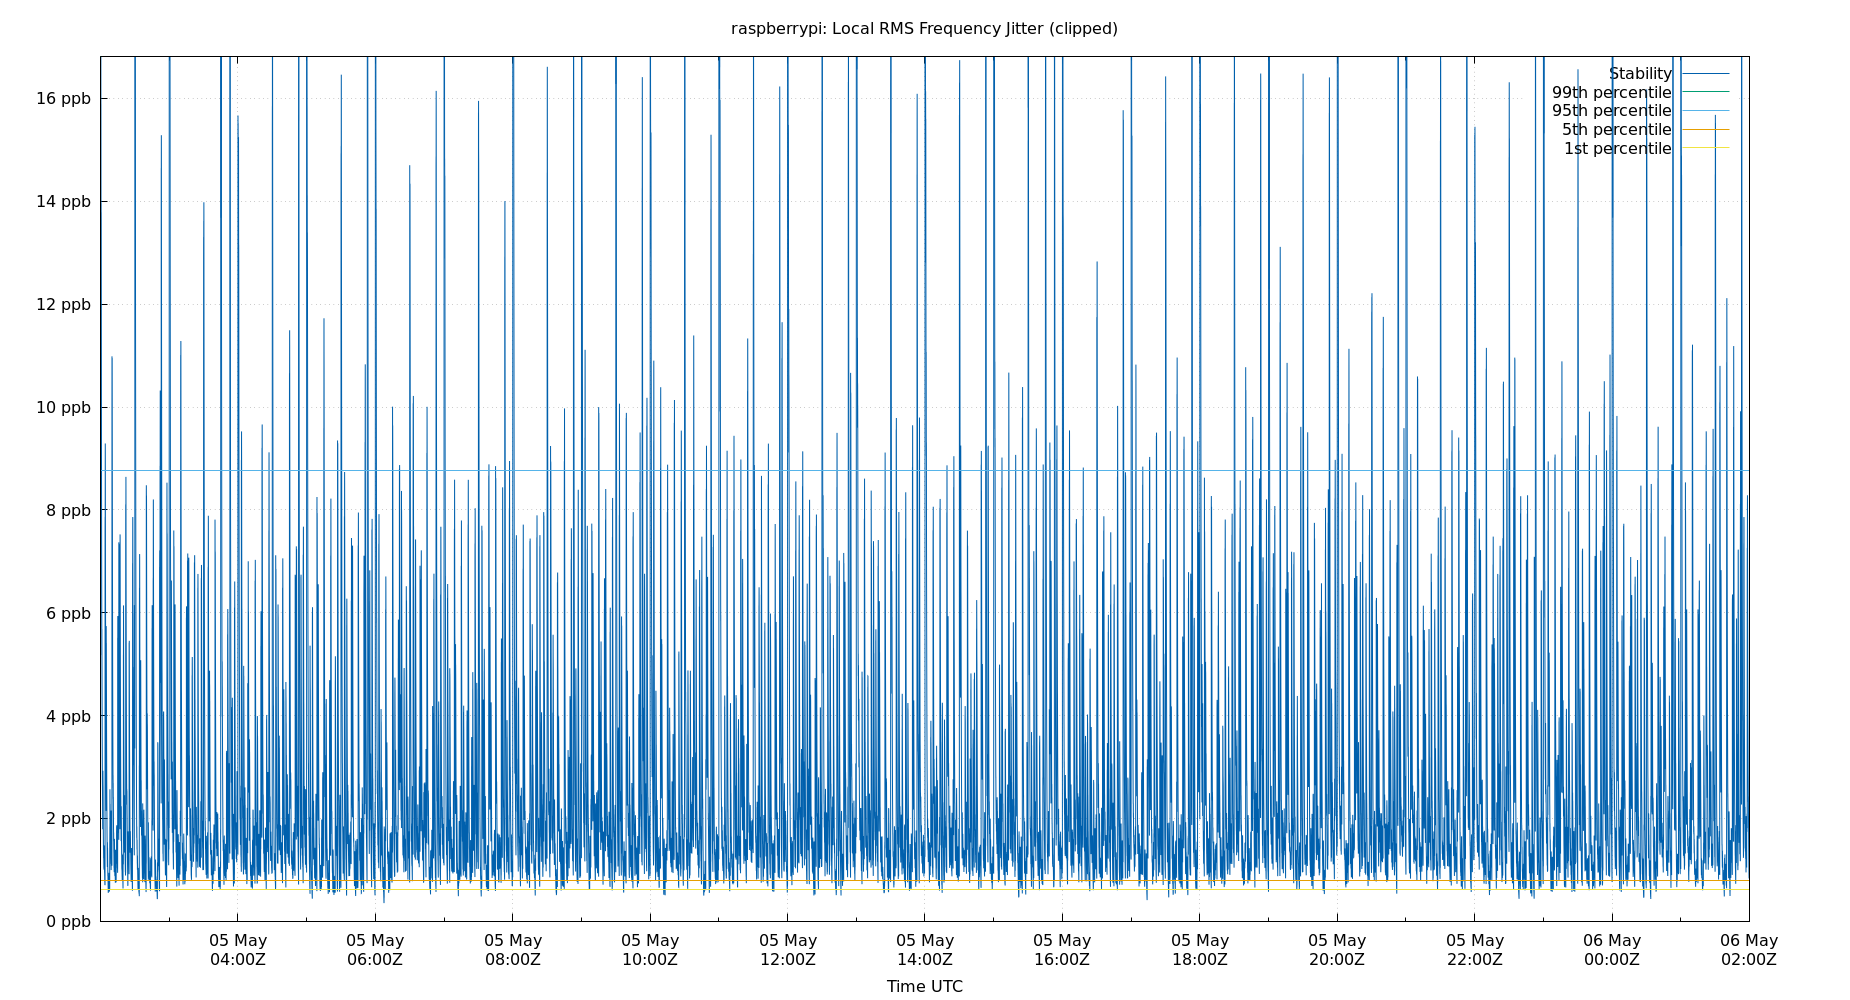 raspberrypi: Local RMS Frequency Jitter (clipped)
Stability
99th percentile
95th percentile
5th percentile
1st percentile
16 ppb
14 ppb
12 ppb
10 ppb
8 ppb
6 ppb
4 ppb
2 ppb
0 ppb
05 May 05 May 05 May 05 May 05 May 05 May 05 May 05 May 05 May 05 May 06 May 06 May
04:00Z 06:00Z 08:00Z 10:00Z 12:00Z 14:00Z 16:00Z 18:00Z 20:00Z 22:00Z 00:00Z 02:00Z
Time UTC